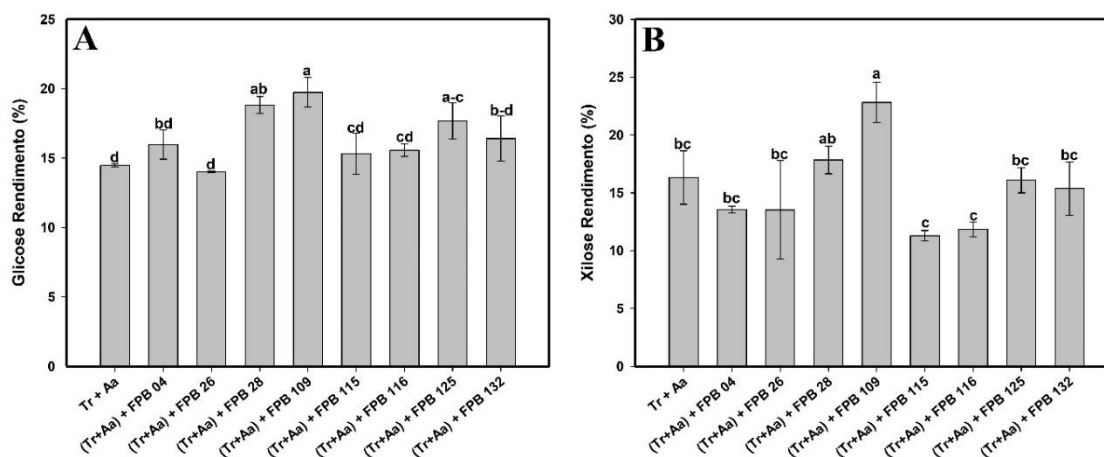 A
Glicose Rendimento (%)
25
20
15
10
5
0
d
bd
d
ab
a
cd
cd
a-c
b-d
Tr + Aa
(Tr+Aa) + FPB 04
(Tr+Aa) + FPB 26
(Tr+Aa) + FPB 28
(Tr+Aa) + FPB 109
(Tr+Aa) + FPB 115
(Tr+Aa) + FPB 116
(Tr+Aa) + FPB 125
(Tr+Aa) + FPB 132
B
Xilose Rendimento (%)
30
25
20
15
10
5
0
bc
bc
bc
ab
a
c
c
bc
bc
Tr + Aa
(Tr+Aa) + FPB 04
(Tr+Aa) + FPB 26
(Tr+Aa) + FPB 28
(Tr+Aa) + FPB 109
(Tr+Aa) + FPB 115
(Tr+Aa) + FPB 116
(Tr+Aa) + FPB 125
(Tr+Aa) + FPB 132